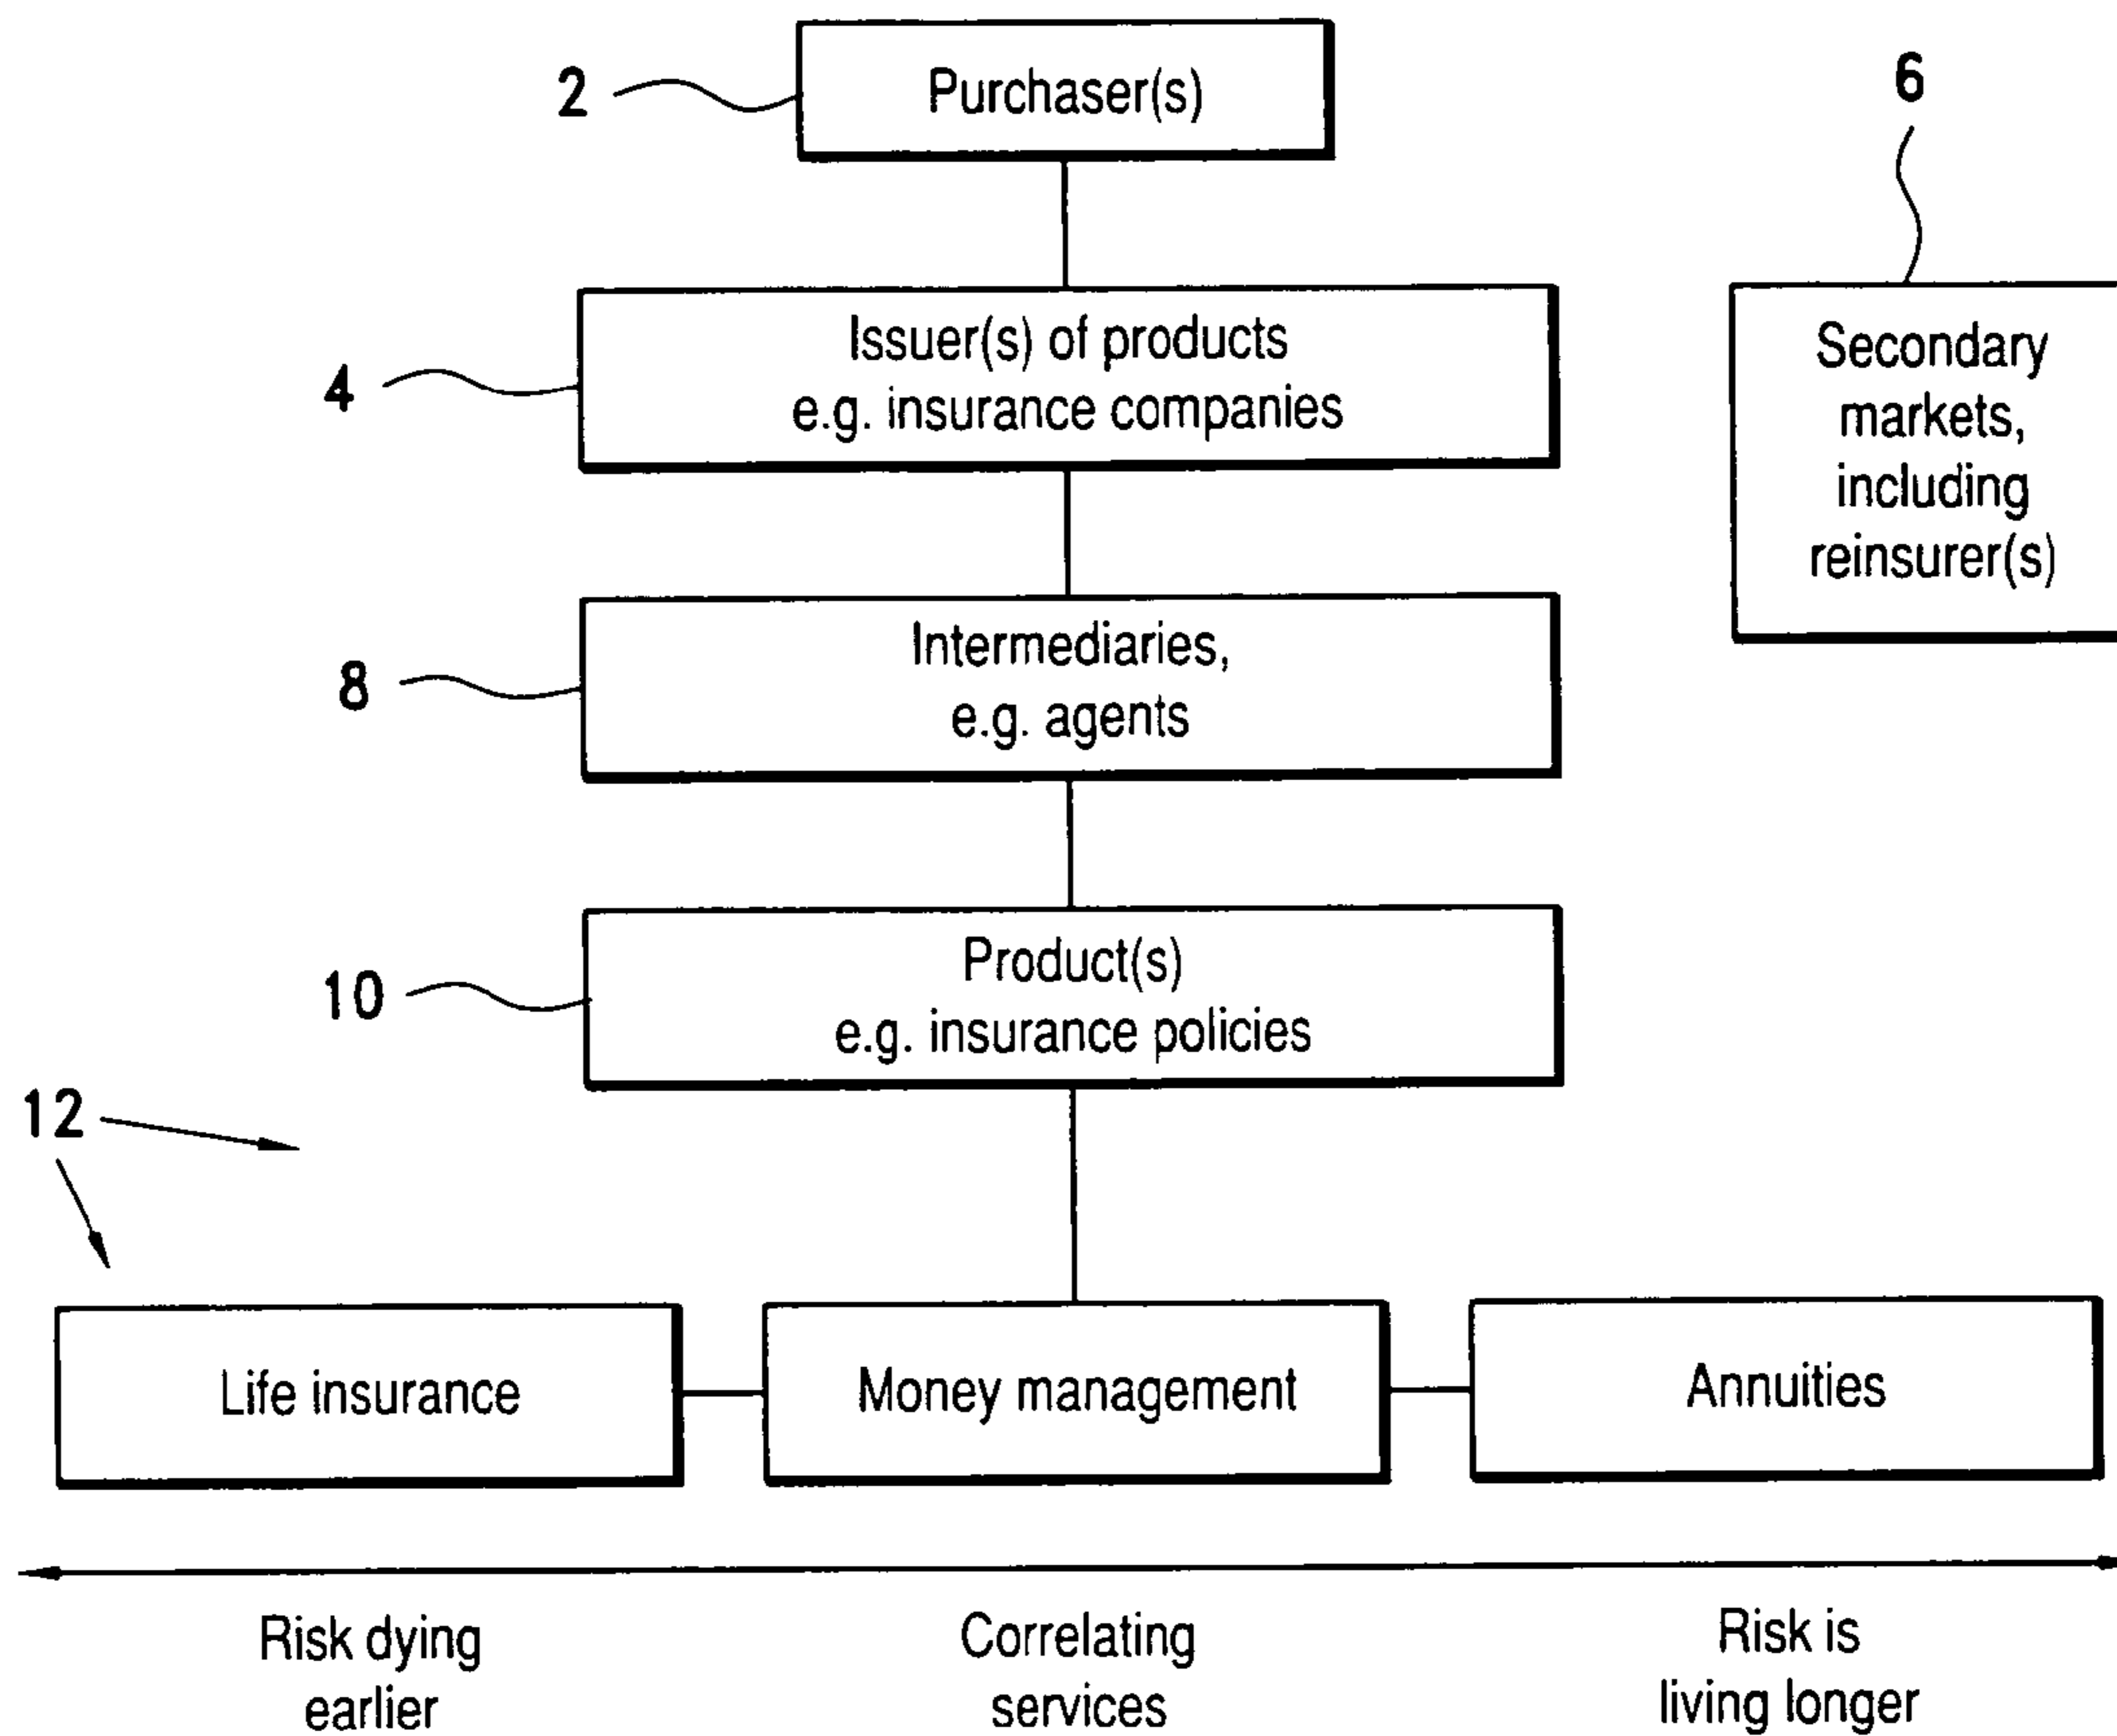 2
Purchaser(s)
6
4
Issuer(s) of products
e.g. insurance companies
Secondary
markets,
including
reinsurer(s)
8
Intermediaries,
e.g. agents
10
Product(s)
e.g. insurance policies
12
Life insurance
Money management
Annuities
Risk dying
earlier
Correlating
services
Risk is
living longer